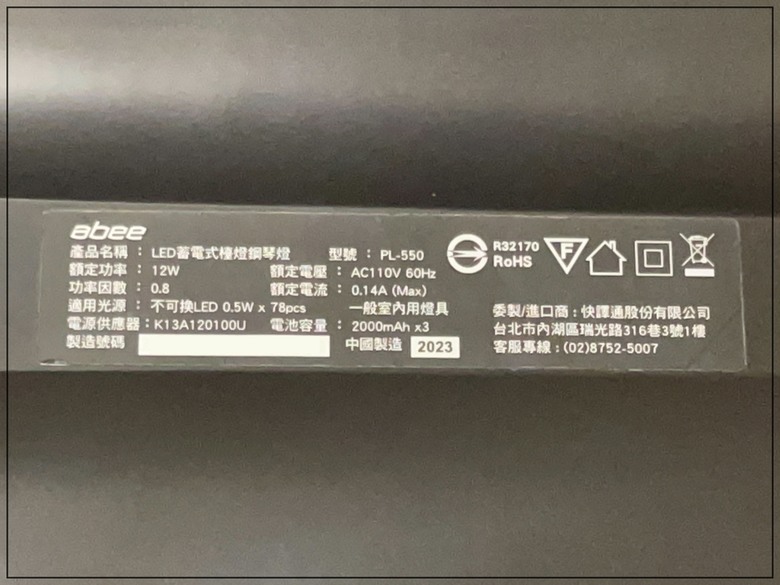 abee
產品名稱：LED蓄電式檯燈鋼琴燈 型號：PL-550
額定功率：12W 額定電壓：AC110V 60Hz
功率因數：0.8 額定電流：0.14A (Max)
適用光源：不可換LED 0.5W x 78pcs 一般室內用燈具
電源供應器：K13A120100U 電池容量：2000mAh x3
製造號碼 中國製造 2023
R32170
RoHS
F
委製/進口商：快譯通股份有限公司
台北市內湖區瑞光路316巷3號1樓
客服專線：(02)8752-5007